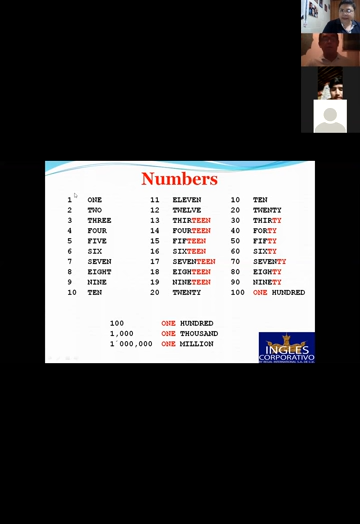 Numbers
1 ONE 11 ELEVEN 10 TEN
2 TWO 12 TWELVE 20 TWENTY
3 THREE 13 THIRTEEN 30 THIRTY
4 FOUR 14 FOURTEEN 40 FORTY
5 FIVE 15 FIFTEEN 50 FIFTY
6 SIX 16 SIXTEEN 60 SIXTY
7 SEVEN 17 SEVENTEEN 70 SEVENTY
8 EIGHT 18 EIGHTEEN 80 EIGHTY
9 NINE 19 NINETEEN 90 NINETY
10 TEN 20 TWENTY 100 ONE HUNDRED
100 ONE HUNDRED
1,000 ONE THOUSAND
1´000,000 ONE MILLION
INGLES
CORPORATIVO